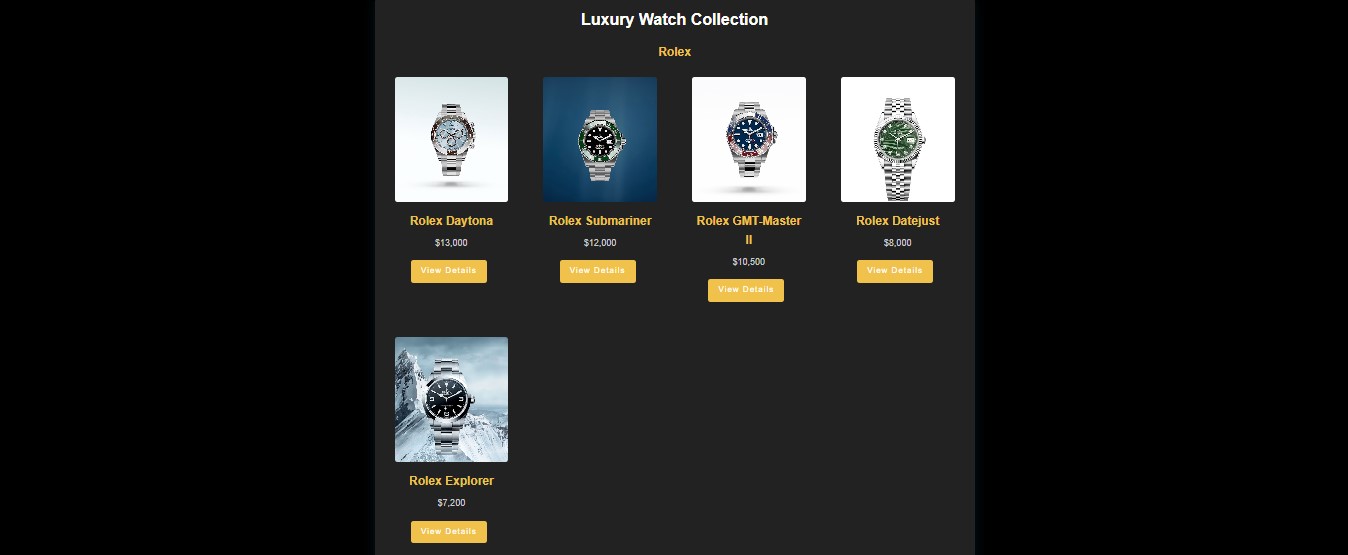 Luxury Watch Collection
Rolex
Rolex Daytona
$13,000
View Details
Rolex Submariner
$12,000
View Details
Rolex GMT-Master
II
$10,500
View Details
Rolex Datejust
$8,000
View Details
Rolex Explorer
$7,200
View Details